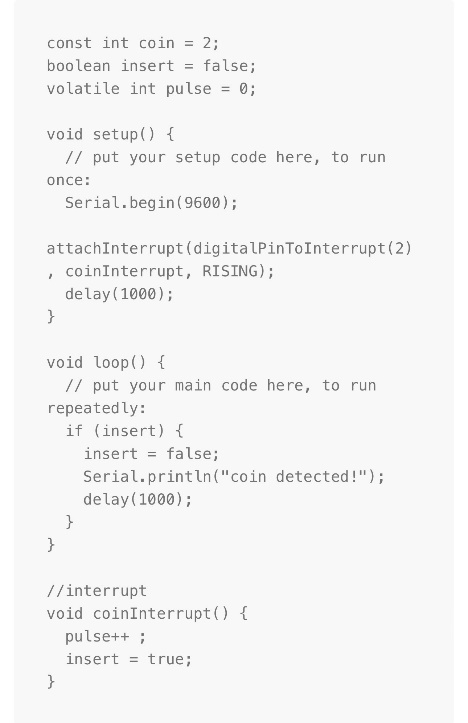 const int coin = 2;
boolean insert = false;
volatile int pulse = 0;

void setup() {
  // put your setup code here, to run
once:
  Serial.begin(9600);

attachInterrupt(digitalPinToInterrupt(2)
, coinInterrupt, RISING);
  delay(1000);
}

void loop() {
  // put your main code here, to run
repeatedly:
  if (insert) {
    insert = false;
    Serial.println("coin detected!");
    delay(1000);
  }
}

//interrupt
void coinInterrupt() {
  pulse++ ;
  insert = true;
}